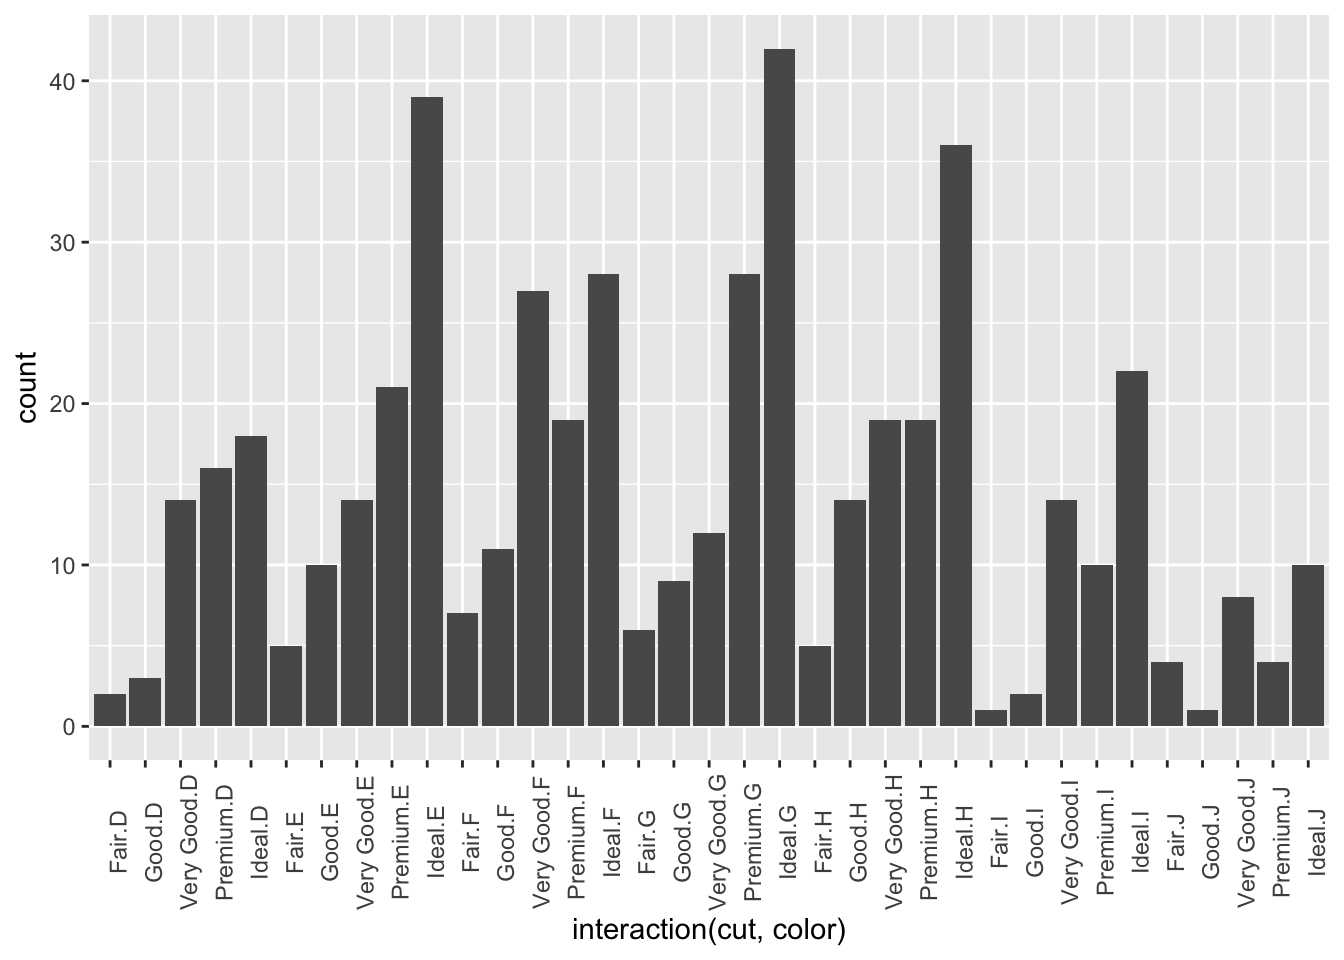 40
30
20
10
0
count
Fair.D
Good.D
Very Good.D
Premium.D
Ideal.D
Fair.E
Good.E
Very Good.E
Premium.E
Ideal.E
Fair.F
Good.F
Very Good.F
Premium.F
Ideal.F
Fair.G
Good.G
Very Good.G
Premium.G
Ideal.G
Fair.H
Good.H
Very Good.H
Premium.H
Ideal.H
Fair.I
Good.I
Very Good.I
Premium.I
Ideal.I
Fair.J
Good.J
Very Good.J
Premium.J
Ideal.J
interaction(cut, color)